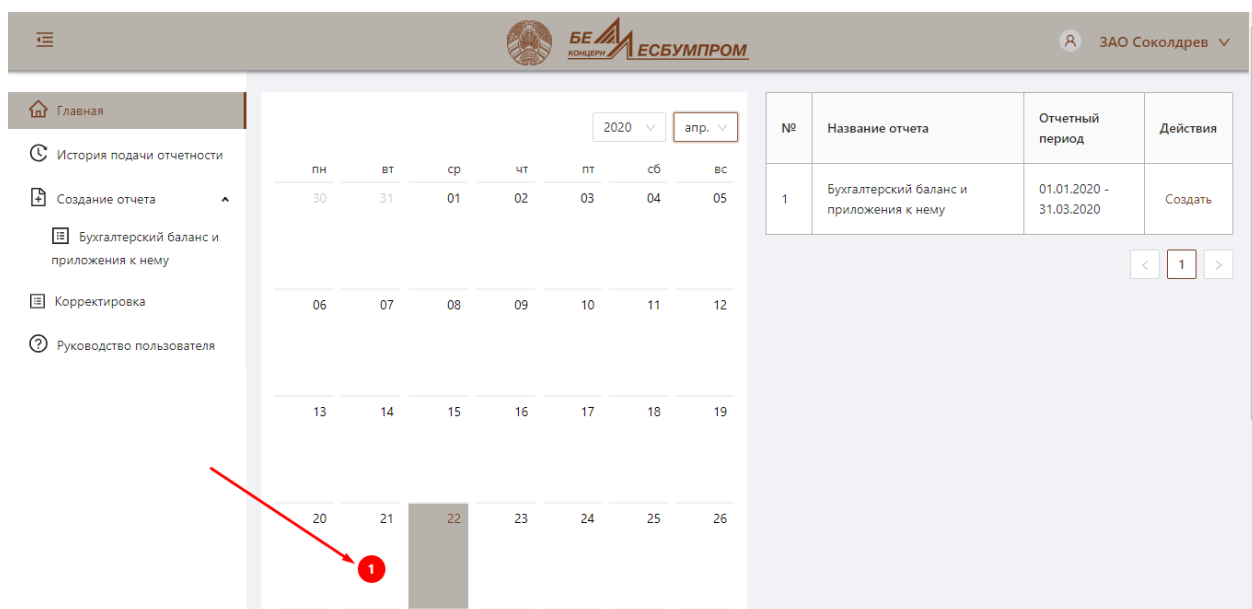 БЕ
КОНЦЕРН ЛЕСБУМПРОМ
ЗАО Соколдрев
Главная
История подачи отчетности
Создание отчета
Бухгалтерский баланс и
приложения к нему
Корректировка
Руководство пользователя
2020 апр.
пн вт ср чт пт сб вс
30 31 01 02 03 04 05
06 07 08 09 10 11 12
13 14 15 16 17 18 19
20 21 22 23 24 25 26
1
№ Название отчета Отчетный
период Действия
1 Бухгалтерский баланс и
приложения к нему 01.01.2020 -
31.03.2020 Создать
< 1 >